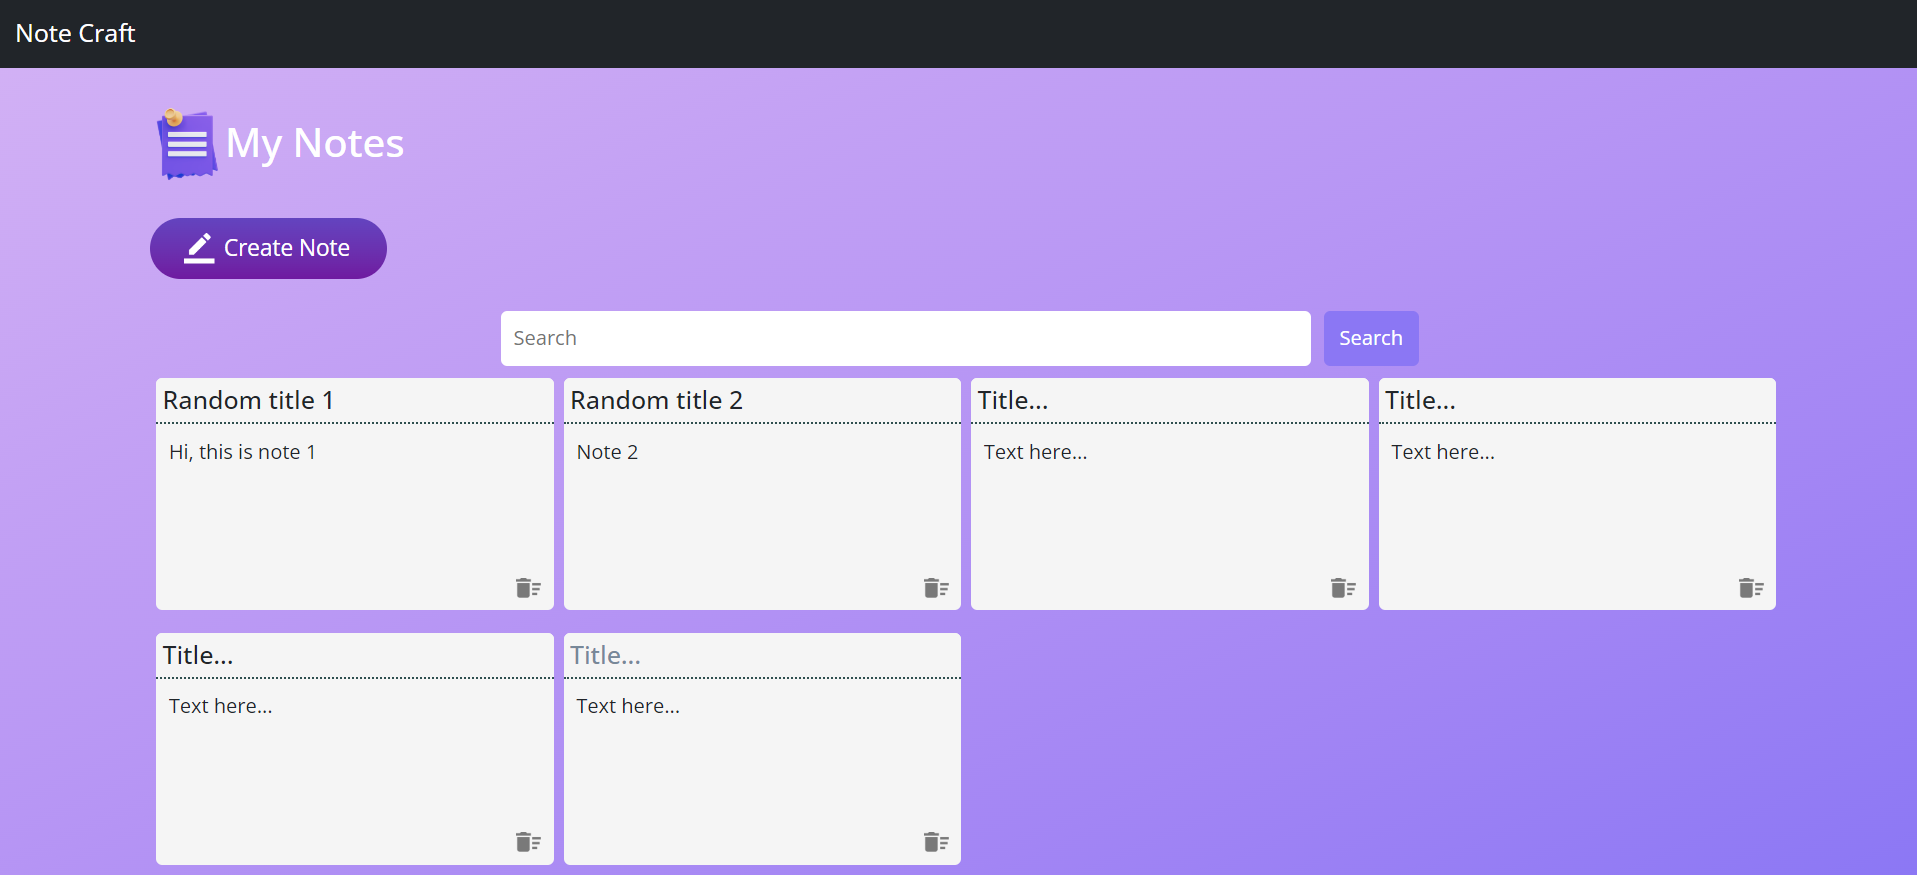 Note Craft
My Notes
Create Note
Search Search
Random title 1
Hi, this is note 1
Random title 2
Note 2
Title...
Text here...
Title...
Text here...
Title...
Text here...
Title...
Text here...